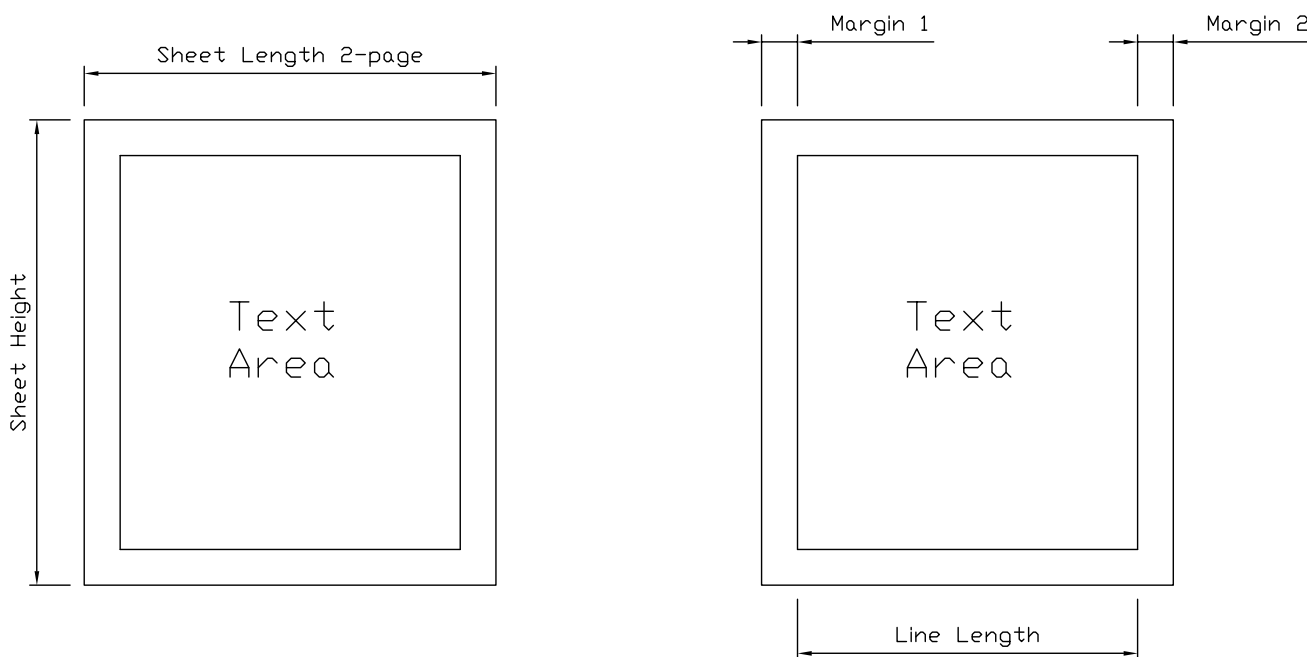 Sheet Length 2-page
Sheet Height
Text
Area
Margin 1
Margin 2
Text
Area
Line Length